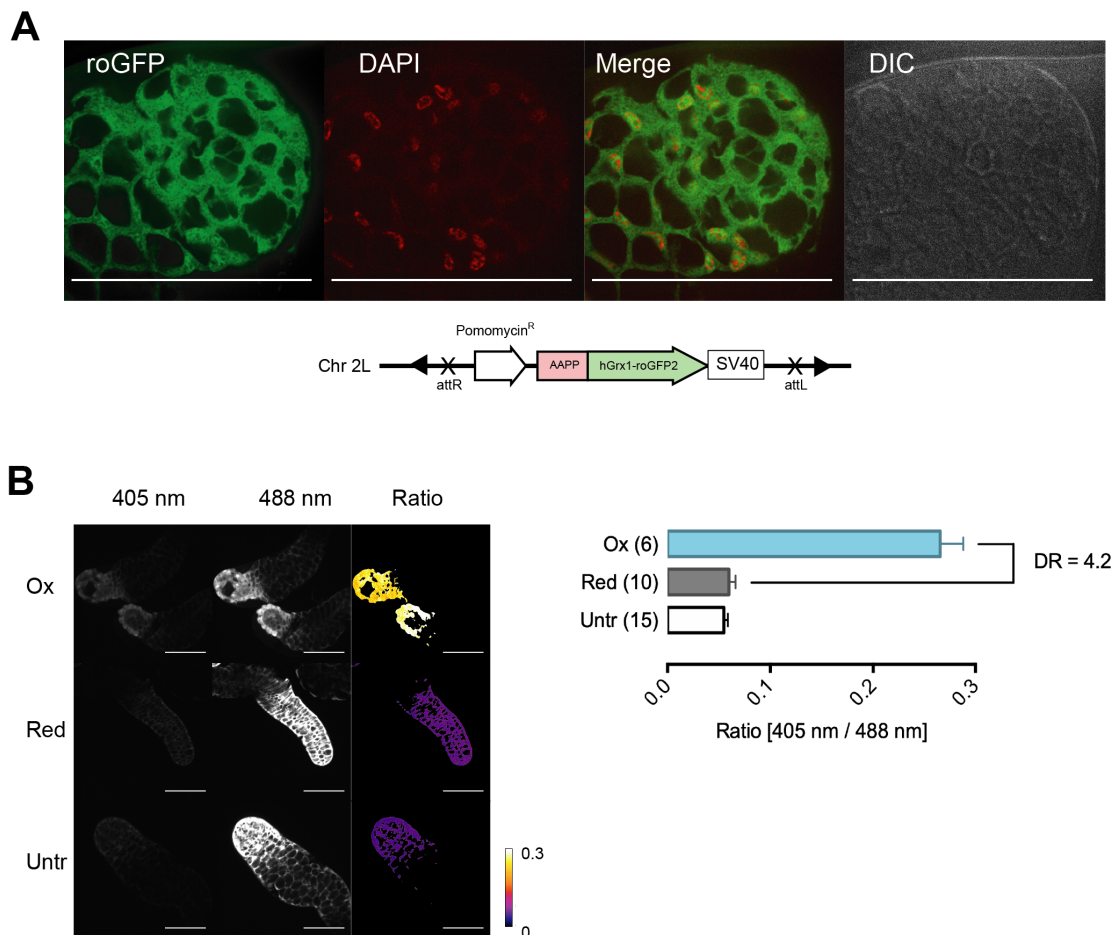 A
roGFP DAPI Merge DIC
Pomomycin^R
Chr 2L AAPP hGrx1-roGFP2 SV40
attR attL
B
405 nm 488 nm Ratio
Ox
Red
Untr
0.3
0
Ox (6)
Red (10)
Untr (15)
DR = 4.2
0.0 0.1 0.2 0.3
Ratio [405 nm / 488 nm]